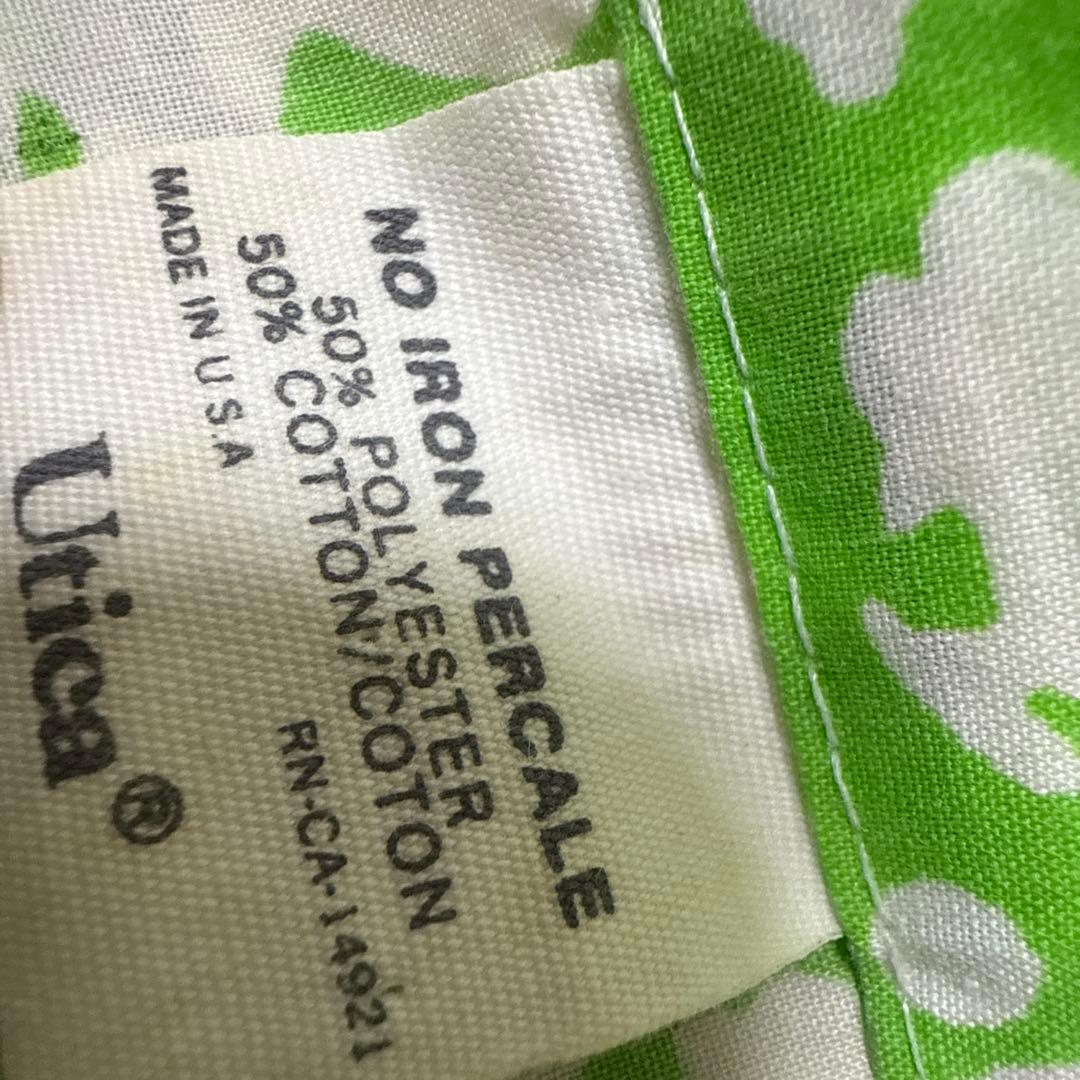 NO IRON PERCALE
50% POLYESTER
50% COTTON/COTON
RN-CA-14921
MADE IN U.S.A
Utica®